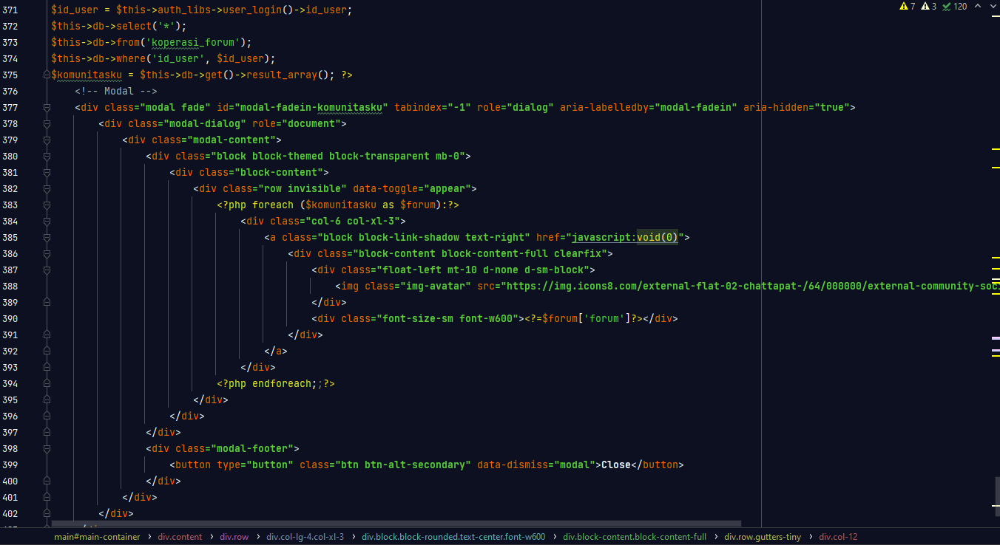 7 3 120
371 $id_user = $this->auth_libs->user_login()->id_user;
372 $this->db->select('*');
373 $this->db->from('koperasi_forum');
374 $this->db->where('id_user', $id_user);
375 $komunitasku = $this->db->get()->result_array(); ?>
376 <!-- Modal -->
377 <div class="modal fade" id="modal-fadein-komunitasku" tabindex="-1" role="dialog" aria-labelledby="modal-fadein" aria-hidden="true">
378 <div class="modal-dialog" role="document">
379 <div class="modal-content">
380 <div class="block block-themed block-transparent mb-0">
381 <div class="block-content">
382 <div class="row invisible" data-toggle="appear">
383 <?php foreach ($komunitasku as $forum):?>
384 <div class="col-6 col-xl-3">
385 <a class="block block-link-shadow text-right" href="javascript:void(0)">
386 <div class="block-content block-content-full clearfix">
387 <div class="float-left mt-10 d-none d-sm-block">
388 <img class="img-avatar" src="https://img.icons8.com/external-flat-02-chattapat-/64/000000/external-community-soc
389 </div>
390 <div class="font-size-sm font-w600"><?=$forum['forum']?></div>
391 </div>
392 </a>
393 </div>
394 <?php endforeach;;?>
395 </div>
396 </div>
397 </div>
398 <div class="modal-footer">
399 <button type="button" class="btn btn-alt-secondary" data-dismiss="modal">Close</button>
400 </div>
401 </div>
402 </div>
main#main-container › div.content › div.row › div.col-lg-4.col-xl-3 › div.block.block-rounded.text-center.font-w600 › div.block-content.block-content-full › div.row.gutters-tiny › div.col-12